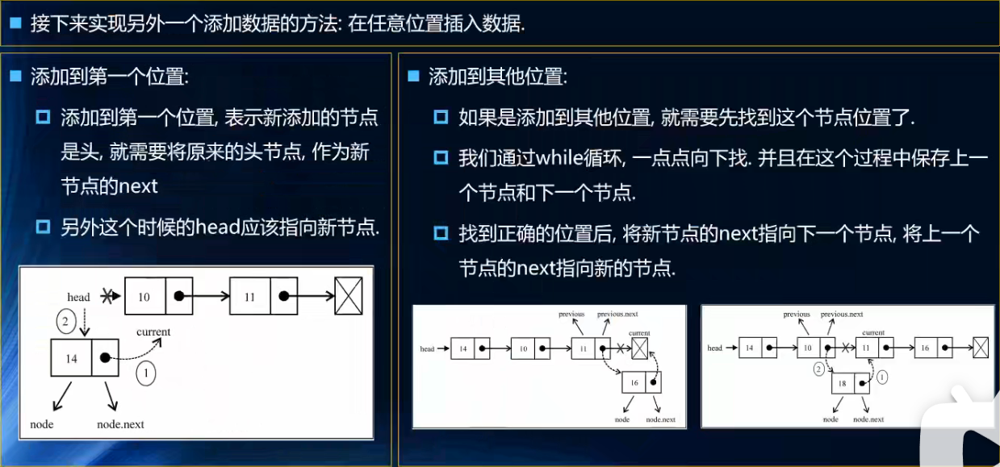 接下来实现另外一个添加数据的方法: 在任意位置插入数据.
添加到第一个位置:
添加到第一个位置, 表示新添加的节点
是头, 就需要将原来的头节点, 作为新
节点的next
另外这个时候的head应该指向新节点.
head
10
11
2
current
14
1
node
node.next
添加到其他位置:
如果是添加到其他位置, 就需要先找到这个节点位置了.
我们通过while循环, 一点点向下找. 并且在这个过程中保存上一
个节点和下一个节点.
找到正确的位置后, 将新节点的next指向下一个节点, 将上一个
节点的next指向新的节点.
previous previous.next
current
head
14
10
11
16
node node.next
previous previous.next
current
head
14
10
11
16
2
1
18
node node.next